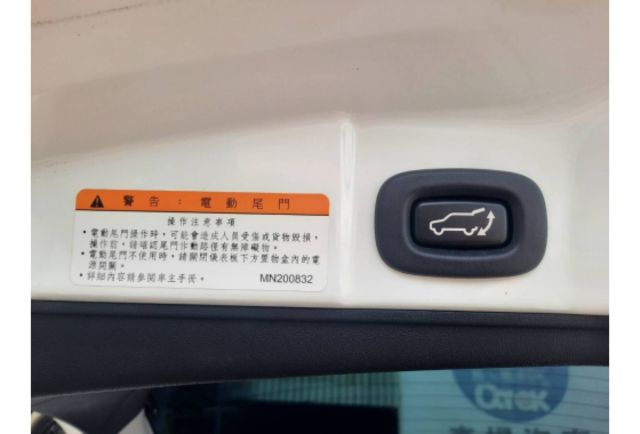 警告：電動尾門
操作注意事項
•電動尾門操作時，可能會造成人員受傷或貨物毀損，
操作前，請確認尾門作動路徑有無障礙物。
•電動尾門不使用時，請關閉儀表板下方置物盒內的電
源開關。
•詳細內容請參閱車主手冊。 MN200832